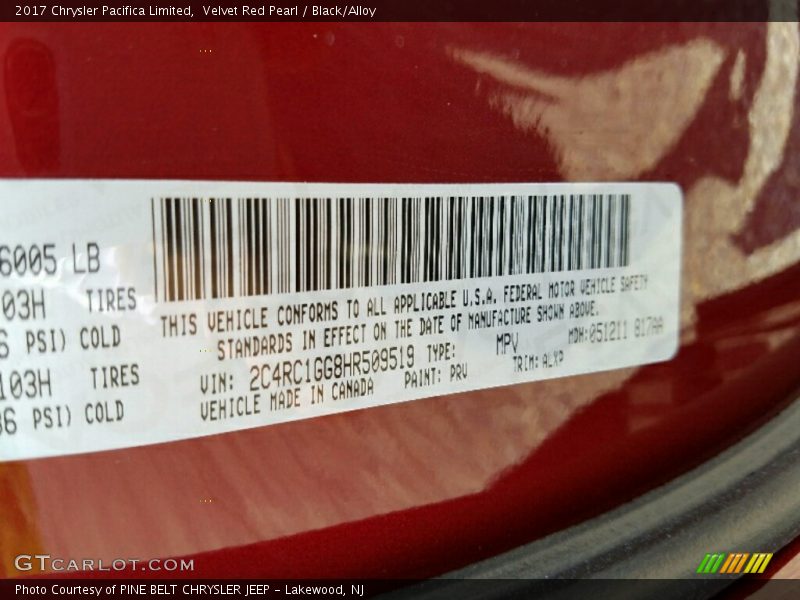 2017 Chrysler Pacifica Limited,  Velvet Red Pearl / Black/Alloy
6005 LB
03H TIRES
PSI) COLD
103H TIRES
36 PSI) COLD
THIS VEHICLE CONFORMS TO ALL APPLICABLE U.S.A. FEDERAL MOTOR VEHICLE SAFETY
STANDARDS IN EFFECT ON THE DATE OF MANUFACTURE SHOWN ABOVE.
VIN: 2C4RC1GG8HR509519 TYPE: MPV MDH:051211 817AA
VEHICLE MADE IN CANADA PAINT: PRV TRIM: ALXP
GTCARLOT.COM
Photo Courtesy of PINE BELT CHRYSLER JEEP - Lakewood, NJ